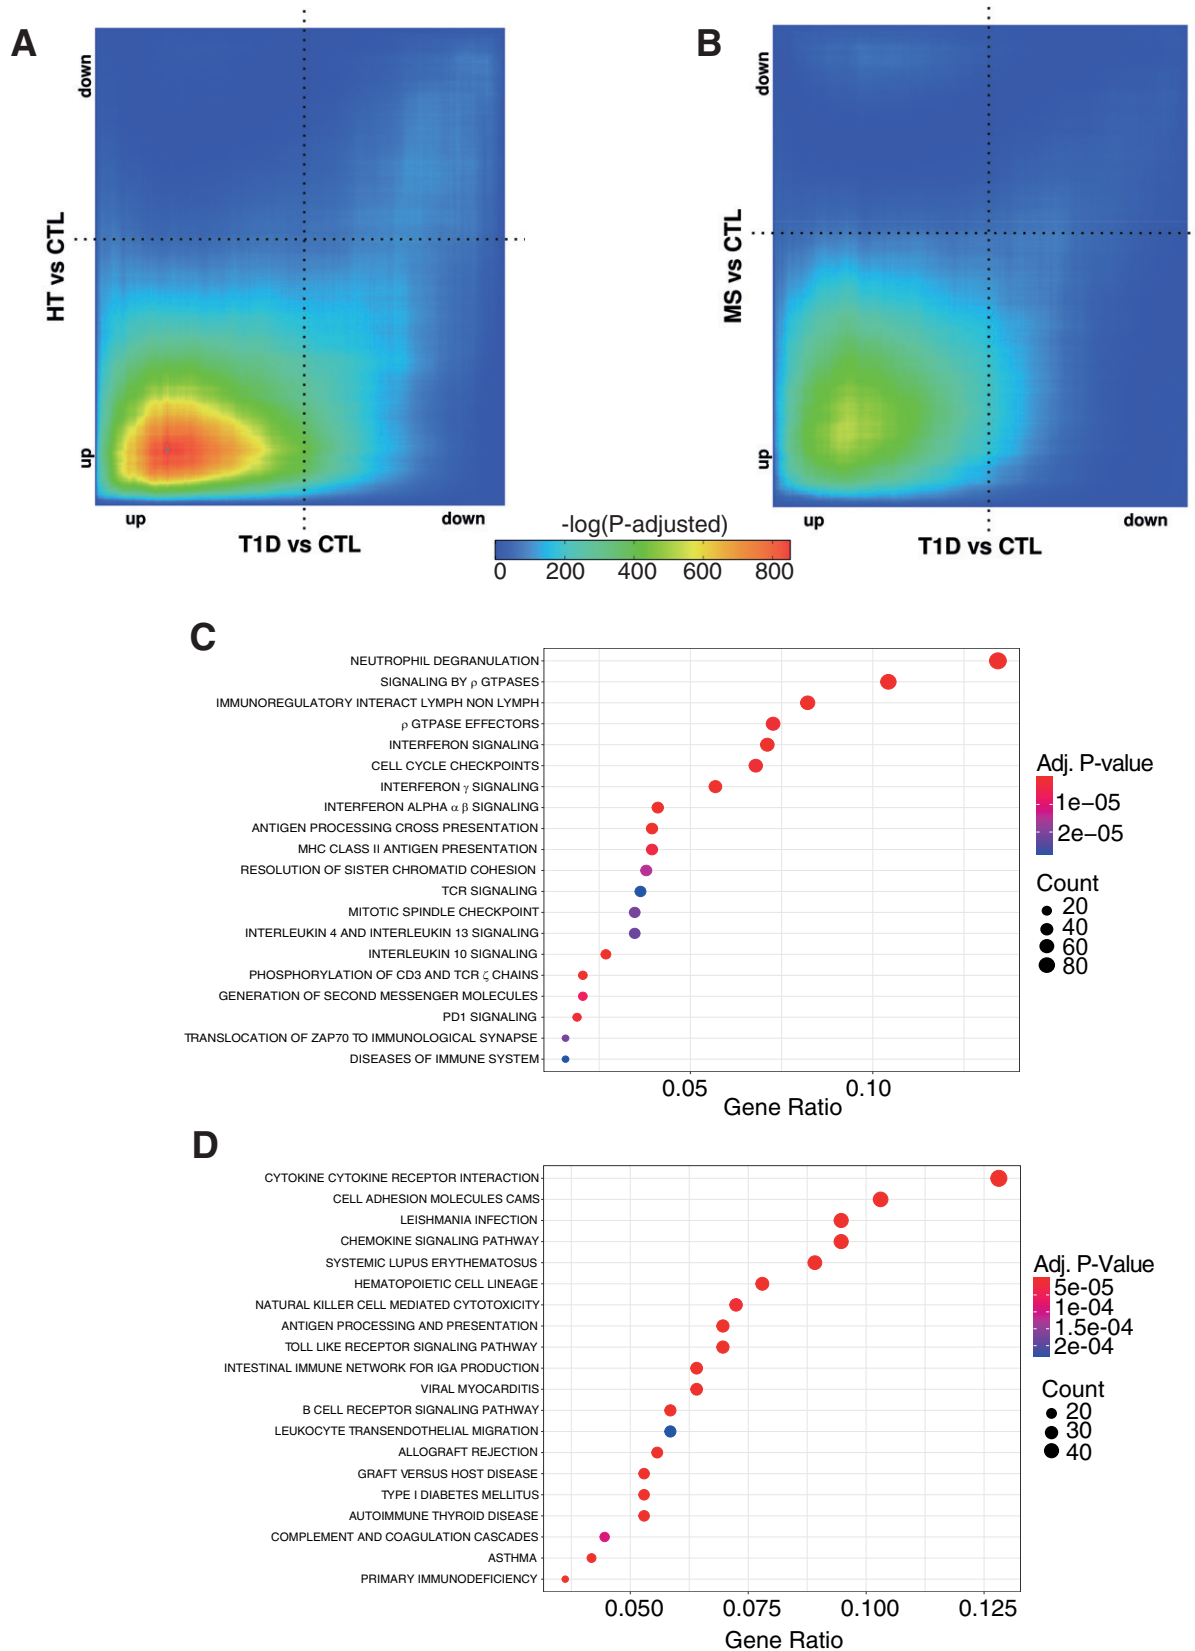 A
B
down
HT vs CTL
up
up
down
T1D vs CTL
down
MS vs CTL
up
up
down
T1D vs CTL
-log(P-adjusted)
0 200 400 600 800
C
NEUTROPHIL DEGRANULATION
SIGNALING BY ρ GTPASES
IMMUNOREGULATORY INTERACT LYMPH NON LYMPH
ρ GTPASE EFFECTORS
INTERFERON SIGNALING
CELL CYCLE CHECKPOINTS
INTERFERON γ SIGNALING
INTERFERON ALPHA α β SIGNALING
ANTIGEN PROCESSING CROSS PRESENTATION
MHC CLASS II ANTIGEN PRESENTATION
RESOLUTION OF SISTER CHROMATID COHESION
TCR SIGNALING
MITOTIC SPINDLE CHECKPOINT
INTERLEUKIN 4 AND INTERLEUKIN 13 SIGNALING
INTERLEUKIN 10 SIGNALING
PHOSPHORYLATION OF CD3 AND TCR ζ CHAINS
GENERATION OF SECOND MESSENGER MOLECULES
PD1 SIGNALING
TRANSLOCATION OF ZAP70 TO IMMUNOLOGICAL SYNAPSE
DISEASES OF IMMUNE SYSTEM
0.05 0.10
Gene Ratio
Adj. P-value
1e−05
2e−05
Count
20
40
60
80
D
CYTOKINE CYTOKINE RECEPTOR INTERACTION
CELL ADHESION MOLECULES CAMS
LEISHMANIA INFECTION
CHEMOKINE SIGNALING PATHWAY
SYSTEMIC LUPUS ERYTHEMATOSUS
HEMATOPOIETIC CELL LINEAGE
NATURAL KILLER CELL MEDIATED CYTOTOXICITY
ANTIGEN PROCESSING AND PRESENTATION
TOLL LIKE RECEPTOR SIGNALING PATHWAY
INTESTINAL IMMUNE NETWORK FOR IGA PRODUCTION
VIRAL MYOCARDITIS
B CELL RECEPTOR SIGNALING PATHWAY
LEUKOCYTE TRANSENDOTHELIAL MIGRATION
ALLOGRAFT REJECTION
GRAFT VERSUS HOST DISEASE
TYPE I DIABETES MELLITUS
AUTOIMMUNE THYROID DISEASE
COMPLEMENT AND COAGULATION CASCADES
ASTHMA
PRIMARY IMMUNODEFICIENCY
0.050 0.075 0.100 0.125
Gene Ratio
Adj. P-Value
5e-05
1e-04
1.5e-04
2e-04
Count
20
30
40